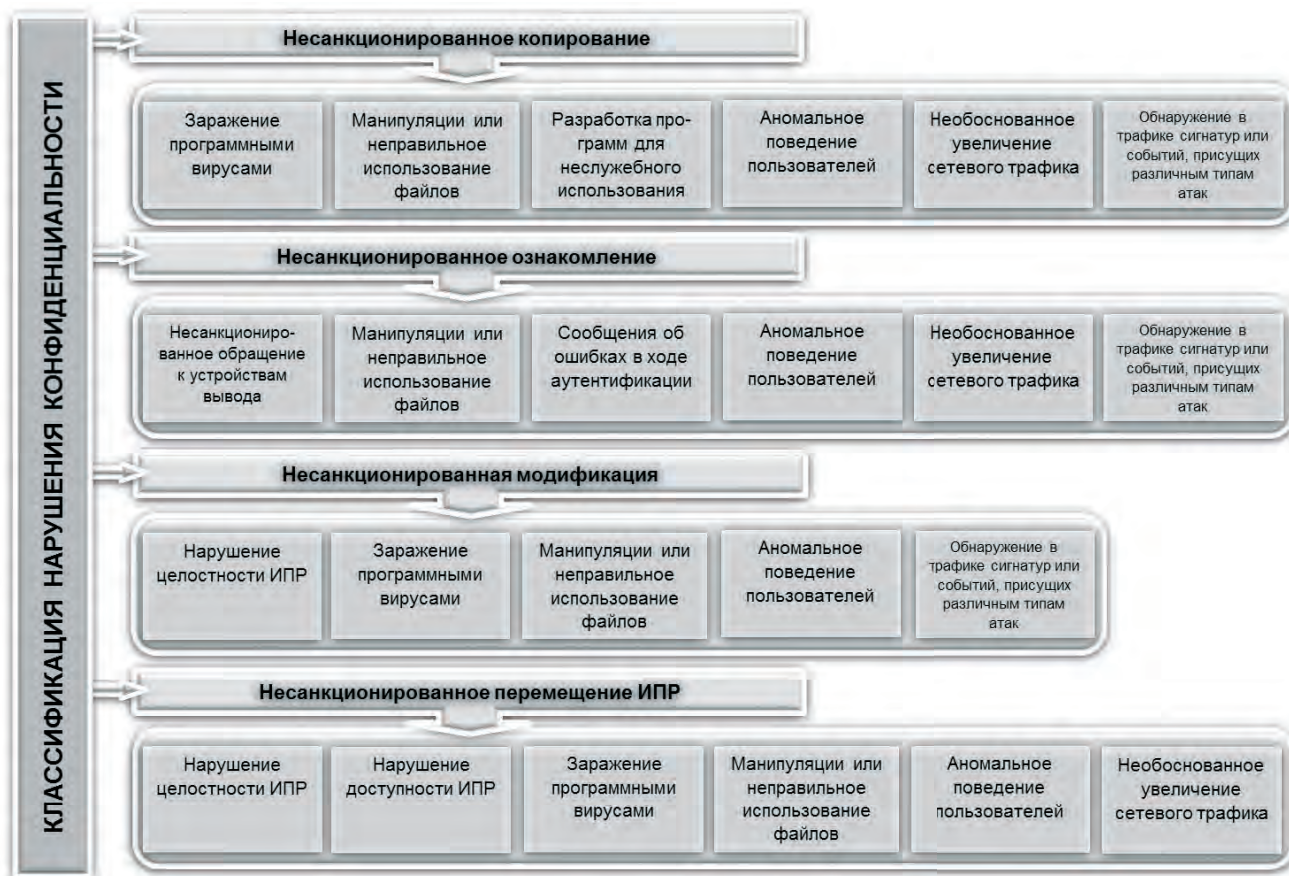 КЛАССИФИКАЦИЯ НАРУШЕНИЯ КОНФИДЕНЦИАЛЬНОСТИ
Несанкционированное копирование
Заражение
программными
вирусами
Манипуляции или
неправильное
использование
файлов
Разработка про-
грамм для
неслужебного
использования
Аномальное
поведение
пользователей
Необоснованное
увеличение
сетевого трафика
Обнаружение в
трафике сигнатур или
событий, присущих
различным типам
атак
Несанкционированное ознакомление
Несанкциониро-
ванное обращение
к устройствам
вывода
Манипуляции или
неправильное
использование
файлов
Сообщения об
ошибках в ходе
аутентификации
Аномальное
поведение
пользователей
Необоснованное
увеличение
сетевого трафика
Обнаружение в
трафике сигнатур или
событий, присущих
различным типам
атак
Несанкционированная модификация
Нарушение
целостности ИПР
Заражение
программными
вирусами
Манипуляции или
неправильное
использование
файлов
Аномальное
поведение
пользователей
Обнаружение в
трафике сигнатур или
событий, присущих
различным типам
атак
Несанкционированное перемещение ИПР
Нарушение
целостности ИПР
Нарушение
доступности ИПР
Заражение
программными
вирусами
Манипуляции или
неправильное
использование
файлов
Аномальное
поведение
пользователей
Необоснованное
увеличение
сетевого трафика